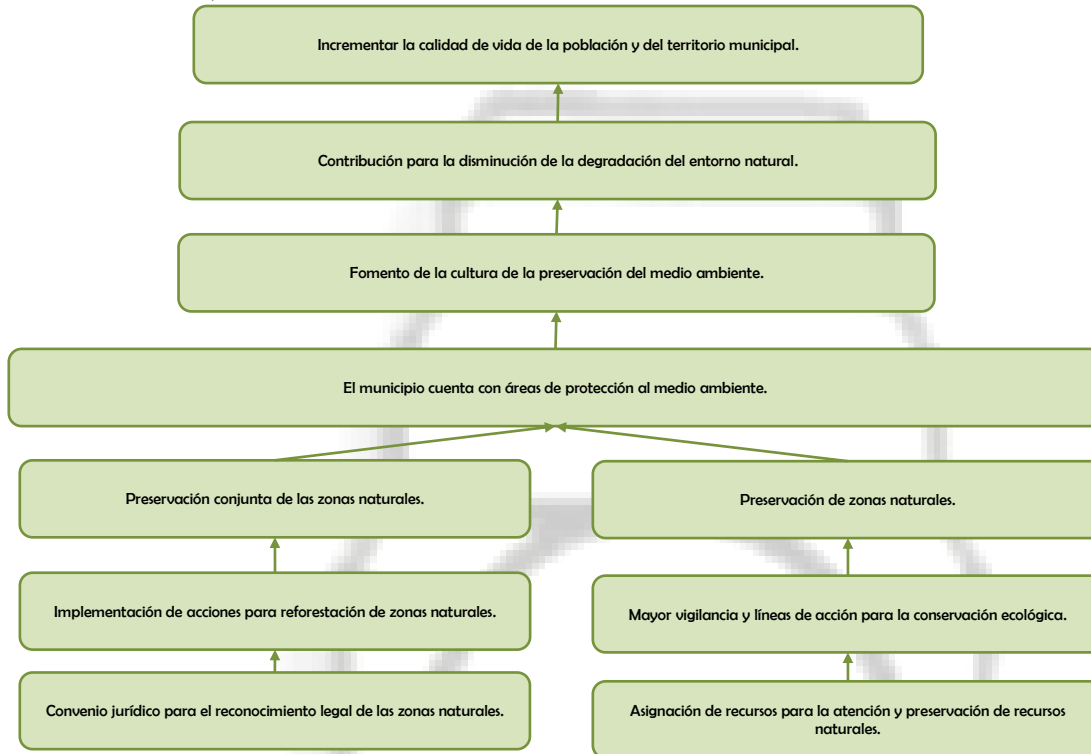 Incrementar la calidad de vida de la población y del territorio municipal.
Contribución para la disminución de la degradación del entorno natural.
Fomento de la cultura de la preservación del medio ambiente.
El municipio cuenta con áreas de protección al medio ambiente.
Preservación conjunta de las zonas naturales.
Preservación de zonas naturales.
Implementación de acciones para reforestación de zonas naturales.
Mayor vigilancia y líneas de acción para la conservación ecológica.
Convenio jurídico para el reconocimiento legal de las zonas naturales.
Asignación de recursos para la atención y preservación de recursos
naturales.